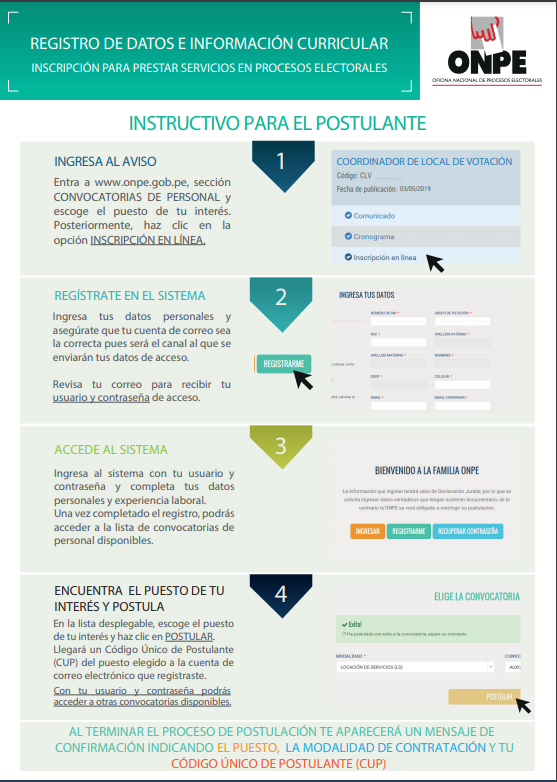 REGISTRO DE DATOS E INFORMACIÓN CURRICULAR
INSCRIPCIÓN PARA PRESTAR SERVICIOS EN PROCESOS ELECTORALES
ONPE
OFICINA NACIONAL DE PROCESOS ELECTORALES
INSTRUCTIVO PARA EL POSTULANTE
INGRESA AL AVISO
Entra a www.onpe.gob.pe, sección
CONVOCATORIAS DE PERSONAL y
escoge el puesto de tu interés.
Posteriormente, haz clic en la
opción INSCRIPCIÓN EN LÍNEA.
1
COORDINADOR DE LOCAL DE VOTACIÓN
Código: CLV
Fecha de publicación: 03/05/2019
Comunicado
Cronograma
Inscripción en línea
REGÍSTRATE EN EL SISTEMA
Ingresa tus datos personales y
asegúrate que tu cuenta de correo sea
la correcta pues será el canal al que se
enviarán tus datos de acceso.
Revisa tu correo para recibir tu
usuario y contraseña de acceso.
2
REGISTRARME
INGRESA TUS DATOS
NÚMERO DE DNI * GRUPO DE VOTACIÓN *
RUC * APELLIDO PATERNO *
APELLIDO MATERNO * NOMBRES *
SEXO * CELULAR *
EMAIL * EMAIL CONFIRMAR *
ACCEDE AL SISTEMA
Ingresa al sistema con tu usuario y
contraseña y completa tus datos
personales y experiencia laboral.
Una vez completado el registro, podrás
acceder a la lista de convocatorias de
personal disponibles.
3
BIENVENIDO A LA FAMILIA ONPE
La información que ingrese tendrá valor de Declaración Jurada, por lo que se
solicita ingresar datos verdaderos que tengan sustento documentario, de lo
contrario la ONPE se verá obligado a restringir su postulación.
INGRESAR REGISTRARME RECUPERAR CONTRASEÑA
ENCUENTRA EL PUESTO DE TU
INTERÉS Y POSTULA
En la lista desplegable, escoge el puesto
de tu interés y haz clic en POSTULAR.
Llegará un Código Único de Postulante
(CUP) del puesto elegido a la cuenta de
correo electrónico que registraste.
Con tu usuario y contraseña podrás
acceder a otras convocatorias disponibles.
4
ELIGE LA CONVOCATORIA
Exito!
Ha postulado con exito a la convocatoria, espere un momento.
MODALIDAD * CONVO
LOCACIÓN DE SERVICIOS (LS) AUXI
POSTULAR
AL TERMINAR EL PROCESO DE POSTULACIÓN TE APARECERÁ UN MENSAJE DE
CONFIRMACIÓN INDICANDO EL PUESTO, LA MODALIDAD DE CONTRATACIÓN Y TU
CÓDIGO ÚNICO DE POSTULANTE (CUP)